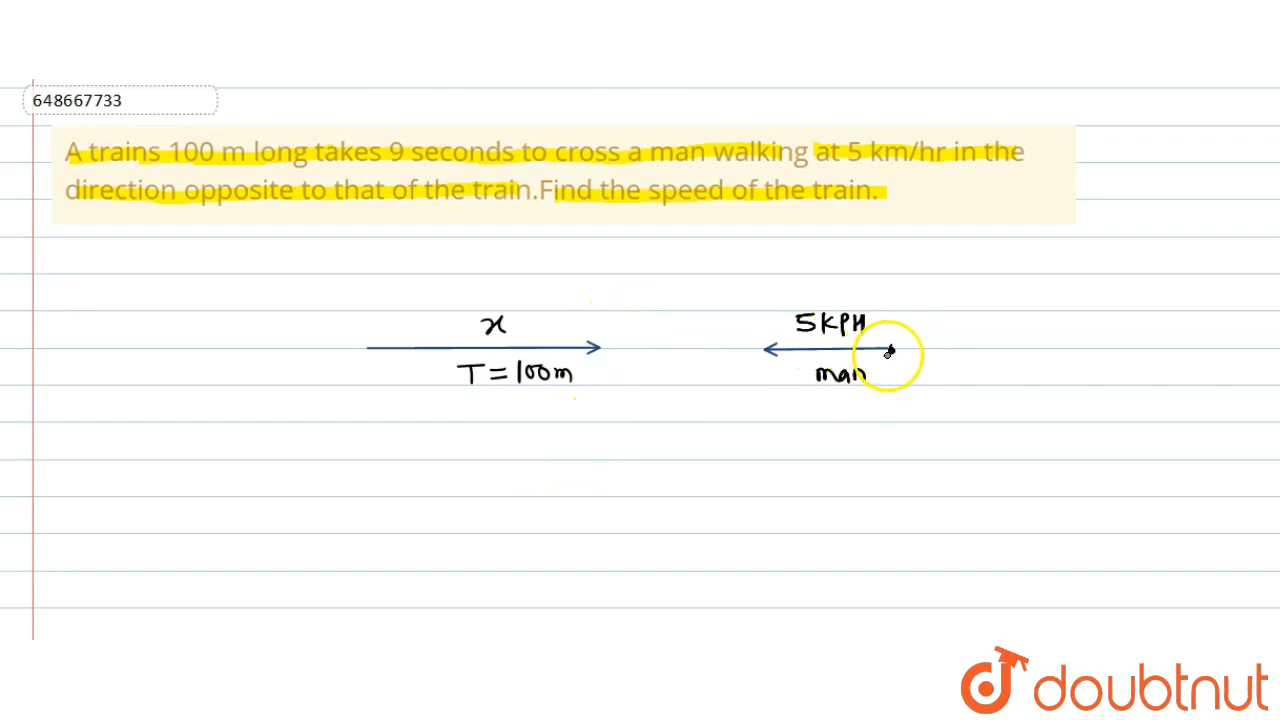 648667733
A trains 100 m long takes 9 seconds to cross a man walking at 5 km/hr in the
direction opposite to that of the train.Find the speed of the train.
x 5KPH
T=100m man
doubtnut